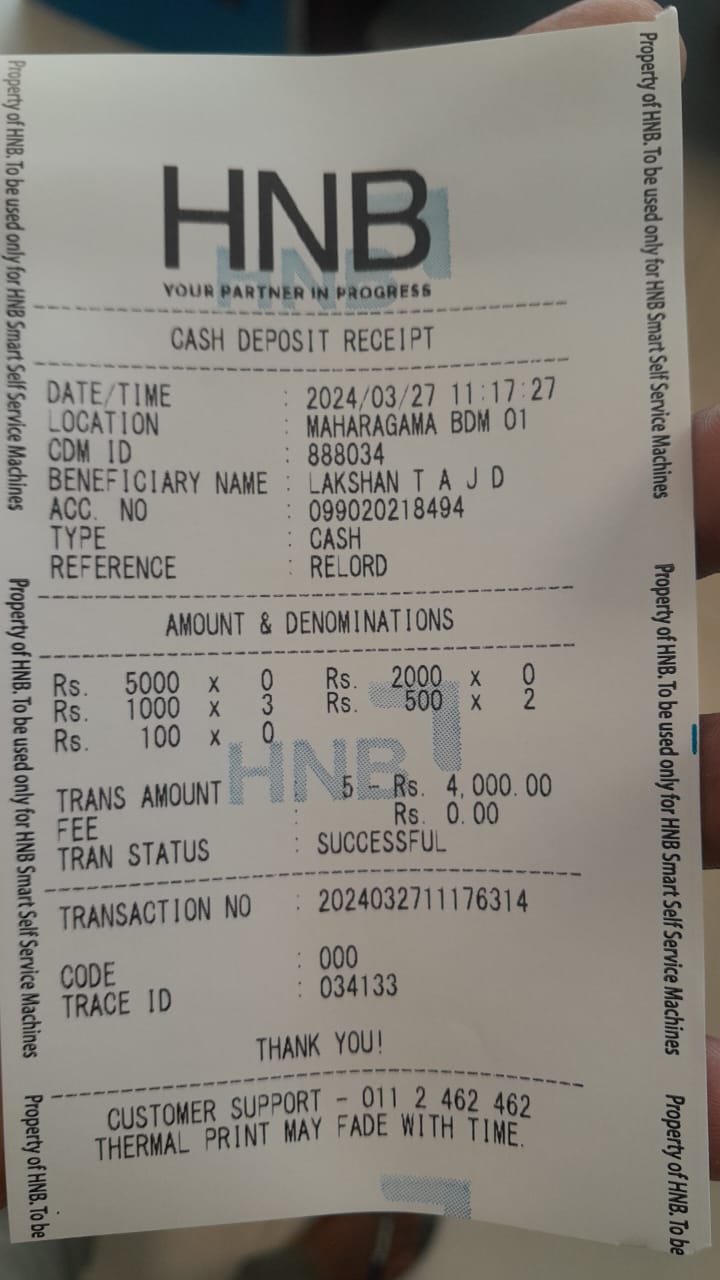 HNB
YOUR PARTNER IN PROGRESS
CASH DEPOSIT RECEIPT
DATE/TIME : 2024/03/27 11:17:27
LOCATION : MAHARAGAMA BDM 01
CDM ID : 888034
BENEFICIARY NAME : LAKSHAN T A J D
ACC. NO : 099020218494
TYPE : CASH
REFERENCE : RELORD
AMOUNT & DENOMINATIONS
Rs. 5000 x 0 Rs. 2000 x 0
Rs. 1000 x 3 Rs. 500 x 2
Rs. 100 x 0
HNB
TRANS AMOUNT : 5 - Rs. 4,000.00
FEE : Rs. 0.00
TRAN STATUS : SUCCESSFUL
TRANSACTION NO : 2024032711176314
CODE : 000
TRACE ID : 034133
THANK YOU!
CUSTOMER SUPPORT - 011 2 462 462
THERMAL PRINT MAY FADE WITH TIME.
Property of HNB. To be used only for HNB Smart Self Service Machines
Property of HNB. To be used only for HNB Smart Self Service Machines
Property of HNB. To be
Property of HNB. To be used only for HNB Smart Self Service Machines
Property of HNB. To be used only for HNB Smart Self Service Machines
Property of HNB. To be